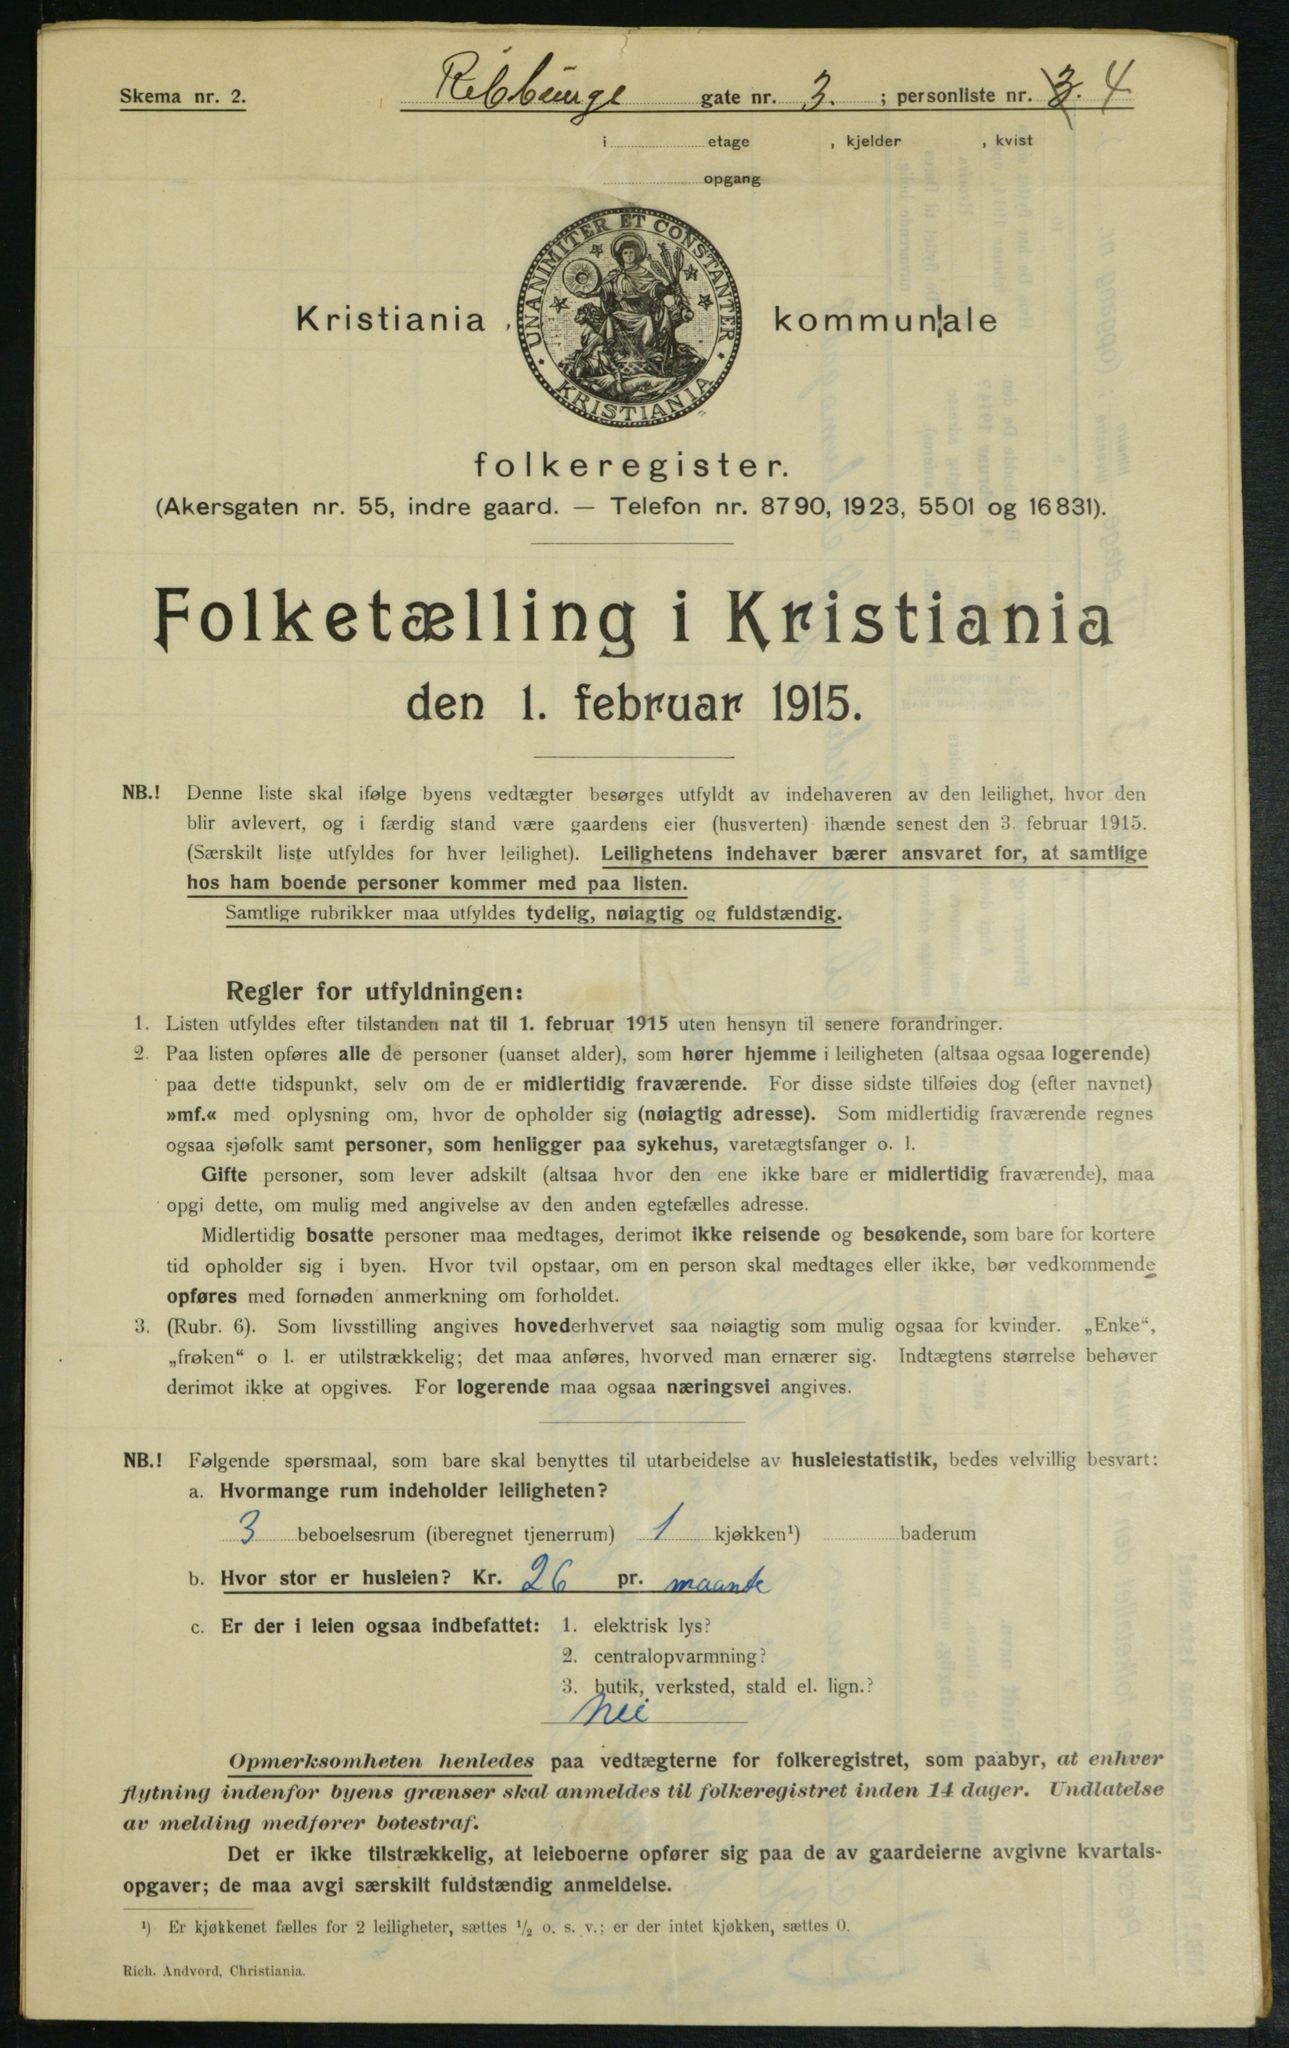 Skema nr. 2. Ribbunge gate nr. 3. ; personliste nr. 3. 4
i etage , kjelder , kvist
opgang
UNANIMITER ET CONSTANTER
KRISTIANIA
Kristiania kommunale
folkeregister.
(Akersgaten nr. 55, indre gaard. — Telefon nr. 8790, 1923, 5501 og 16831).
Folketælling i Kristiania
den 1. februar 1915.
NB.! Denne liste skal ifølge byens vedtægter besørges utfyldt av indehaveren av den leilighet, hvor den
blir avlevert, og i færdig stand være gaardens eier (husverten) ihænde senest den 3. februar 1915.
(Særskilt liste utfyldes for hver leilighet). Leilighetens indehaver bærer ansvaret for, at samtlige
hos ham boende personer kommer med paa listen.
Samtlige rubrikker maa utfyldes tydelig, nøiagtig og fuldstændig.
Regler for utfyldningen:
1. Listen utfyldes efter tilstanden nat til 1. februar 1915 uten hensyn til senere forandringer.
2. Paa listen opføres alle de personer (uanset alder), som hører hjemme i leiligheten (altsaa ogsaa logerende)
paa dette tidspunkt, selv om de er midlertidig fraværende. For disse sidste tilføies dog (efter navnet)
»mf.« med oplysning om, hvor de opholder sig (nøiagtig adresse). Som midlertidig fraværende regnes
ogsaa sjøfolk samt personer, som henligger paa sykehus, varetægtsfanger o. l.
Gifte personer, som lever adskilt (altsaa hvor den ene ikke bare er midlertidig fraværende), maa
opgi dette, om mulig med angivelse av den anden egtefælles adresse.
Midlertidig bosatte personer maa medtages, derimot ikke reisende og besøkende, som bare for kortere
tid opholder sig i byen. Hvor tvil opstaar, om en person skal medtages eller ikke, bør vedkommende
opføres med fornøden anmerkning om forholdet.
3. (Rubr. 6). Som livsstilling angives hovederhvervet saa nøiagtig som mulig ogsaa for kvinder. „Enke“,
„frøken“ o l. er utilstrækkelig; det maa anføres, hvorved man ernærer sig. Indtægtens størrelse behøver
derimot ikke at opgives. For logerende maa ogsaa næringsvei angives.
NB.! Følgende spørsmaal, som bare skal benyttes til utarbeidelse av husleiestatistik, bedes velvillig besvart:
a. Hvormange rum indeholder leiligheten?
3 beboelsesrum (iberegnet tjenerrum) 1 kjøkken¹) baderum
b. Hvor stor er husleien? Kr. 26 pr. maante
c. Er der i leien ogsaa indbefattet: 1. elektrisk lys?
2. centralopvarmning?
3. butik, verksted, stald el. lign.?
Nei
Opmerksomheten henledes paa vedtægterne for folkeregistret, som paabyr, at enhver
flytning indenfor byens grænser skal anmeldes til folkeregistret inden 14 dager. Undlatelse
av melding medfører botestraf.
Det er ikke tilstrækkelig, at leieboerne opfører sig paa de av gaardeierne avgivne kvartals-
opgaver; de maa avgi særskilt fuldstændig anmeldelse.
¹) Er kjøkkenet fælles for 2 leiligheter, sættes ½ o. s. v.; er der intet kjøkken, sættes 0.
Rich. Andvord, Christiania.